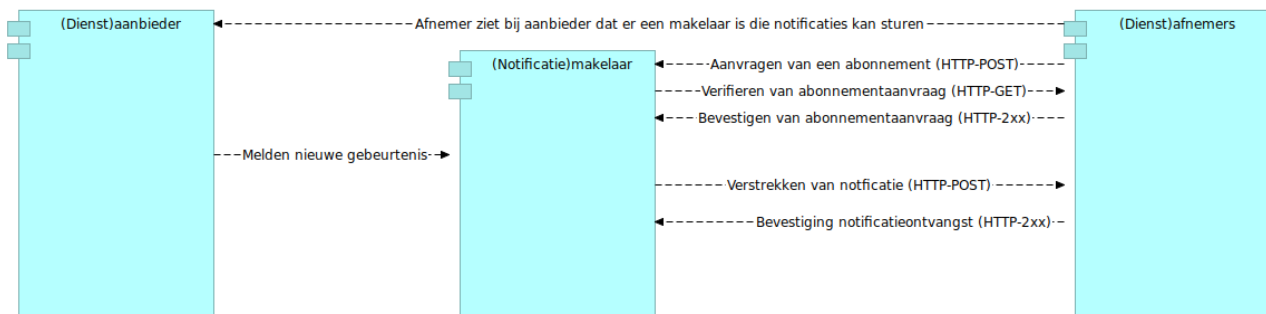 (Dienst)aanbieder
Afnemer ziet bij aanbieder dat er een makelaar is die notificaties kan sturen
(Dienst)afnemers
(Notificatie)makelaar
Aanvragen van een abonnement (HTTP-POST)
Verifieren van abonnementaanvraag (HTTP-GET)
Bevestigen van abonnementaanvraag (HTTP-2xx)
Melden nieuwe gebeurtenis
Verstrekken van notficatie (HTTP-POST)
Bevestiging notificatieontvangst (HTTP-2xx)